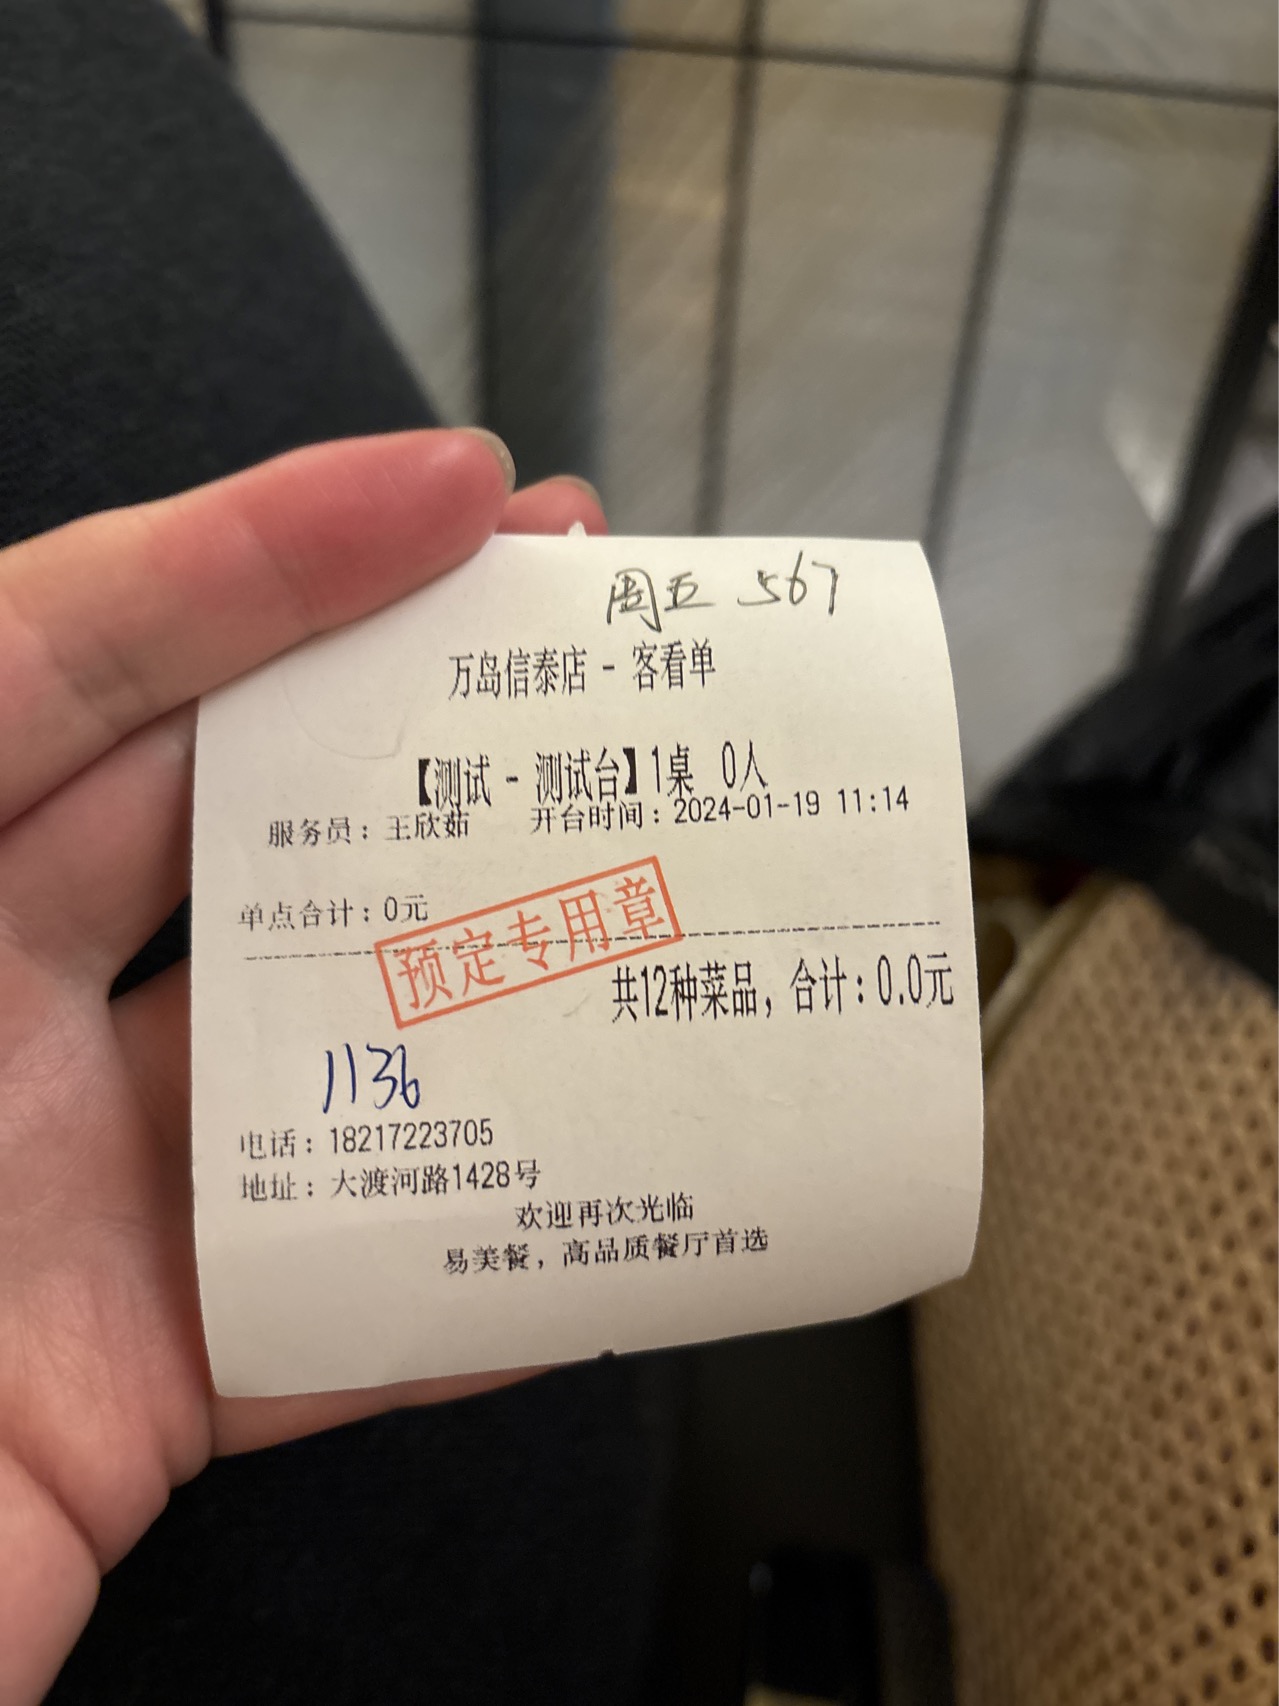 周五 567
万岛信泰店 - 客看单
【测试 - 测试台】1桌 0人
服务员：王欣茹 开台时间：2024-01-19 11:14
单点合计：0元
预定专用章
共12种菜品，合计：0.0元
1136
电话：18217223705
地址：大渡河路1428号
欢迎再次光临
易美餐，高品质餐厅首选